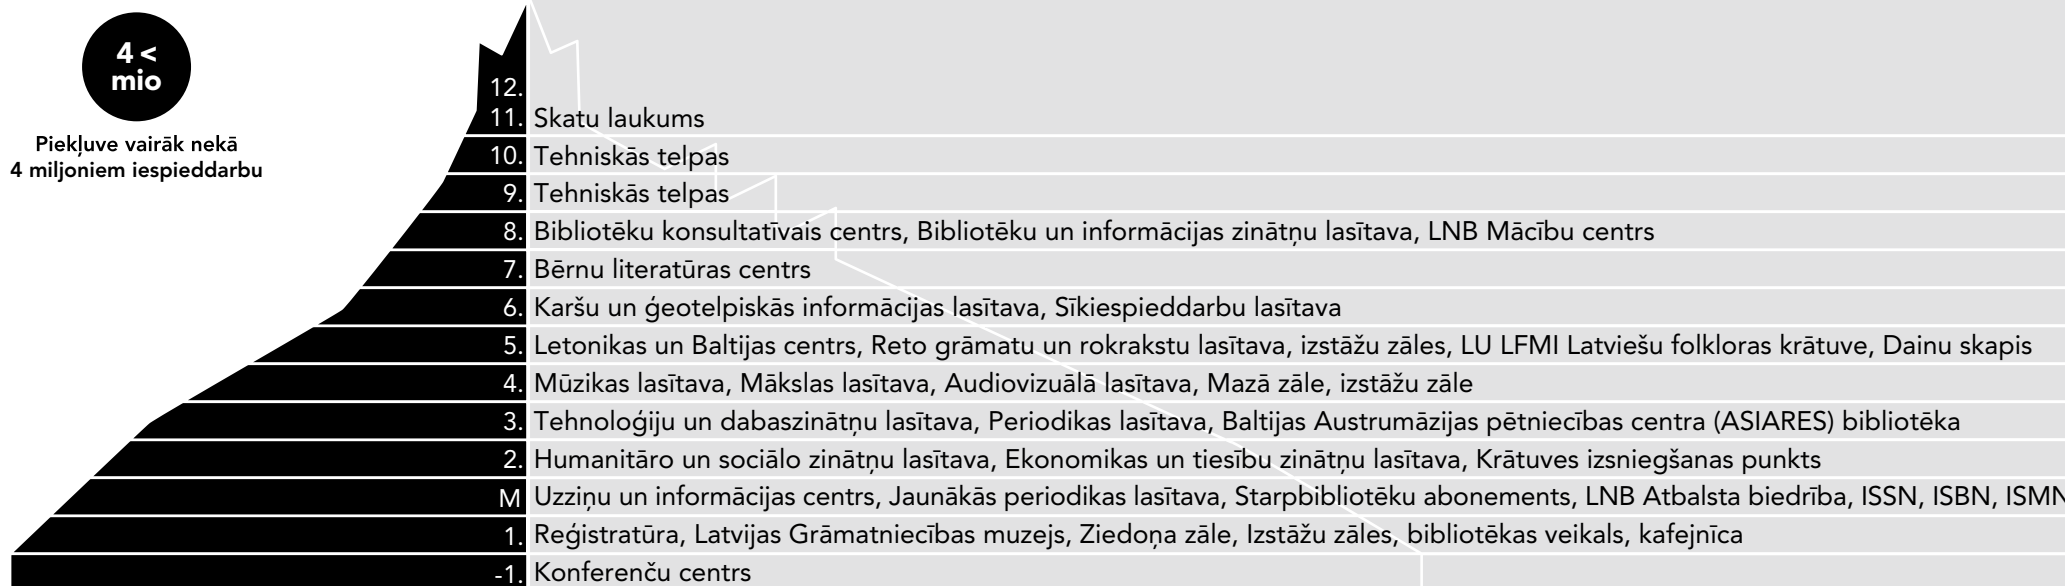 4 <
mio
Piekļuve vairāk nekā
4 miljoniem iespieddarbu
12.
11. Skatu laukums
10. Tehniskās telpas
9. Tehniskās telpas
8. Bibliotēku konsultatīvais centrs, Bibliotēku un informācijas zinātņu lasītava, LNB Mācību centrs
7. Bērnu literatūras centrs
6. Karšu un ģeotelpiskās informācijas lasītava, Sīkiespieddarbu lasītava
5. Letonikas un Baltijas centrs, Reto grāmatu un rokrakstu lasītava, izstāžu zāles, LU LFMI Latviešu folkloras krātuve, Dainu skapis
4. Mūzikas lasītava, Mākslas lasītava, Audiovizuālā lasītava, Mazā zāle, izstāžu zāle
3. Tehnoloģiju un dabaszinātņu lasītava, Periodikas lasītava, Baltijas Austrumāzijas pētniecības centra (ASIARES) bibliotēka
2. Humanitāro un sociālo zinātņu lasītava, Ekonomikas un tiesību zinātņu lasītava, Krātuves izsniegšanas punkts
M Uzziņu un informācijas centrs, Jaunākās periodikas lasītava, Starpbibliotēku abonements, LNB Atbalsta biedrība, ISSN, ISBN, ISMN
1. Reģistratūra, Latvijas Grāmatniecības muzejs, Ziedoņa zāle, Izstāžu zāles, bibliotēkas veikals, kafejnīca
-1. Konferenču centrs